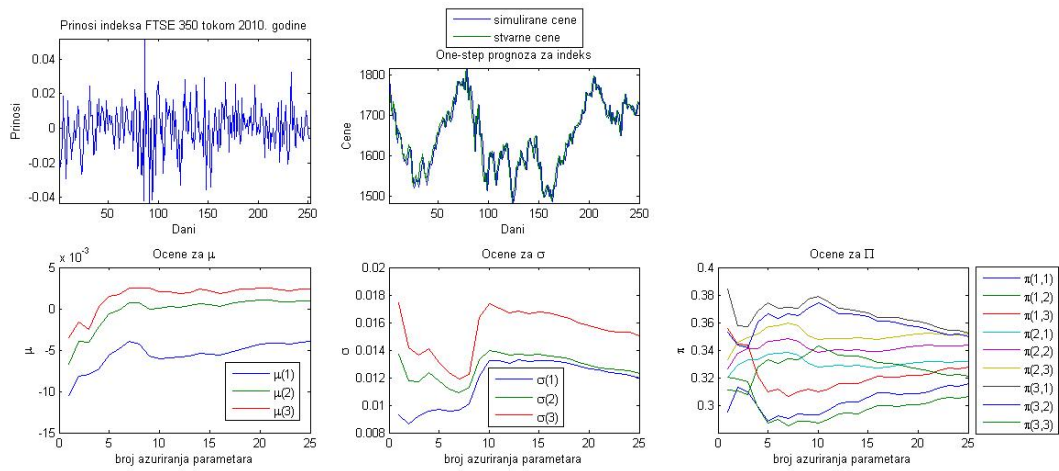 Prinosi indeksa FTSE 350 tokom 2010. godine
0.04
0.02
0
-0.02
-0.04
Prinosi
50 100 150 200 250
Dani
simulirane cene
stvarne cene
One-step prognoza za indeks
1800
1700
1600
1500
Cene
50 100 125 150 200 250
Dani
x 10⁻³
Ocene za μ
5
0
-5
-10
-15
μ
μ(1)
μ(2)
μ(3)
0 5 10 15 20 25
broj azuriranja parametara
Ocene za σ
0.02
0.018
0.016
0.014
0.012
0.01
0.008
σ
σ(1)
σ(2)
σ(3)
0 5 10 15 20 25
broj azuriranja parametara
Ocene za Π
0.4
0.38
0.36
0.34
0.32
0.3
π
0 5 10 15 20 25
broj azuriranja parametara
π(1,1)
π(1,2)
π(1,3)
π(2,1)
π(2,2)
π(2,3)
π(3,1)
π(3,2)
π(3,3)